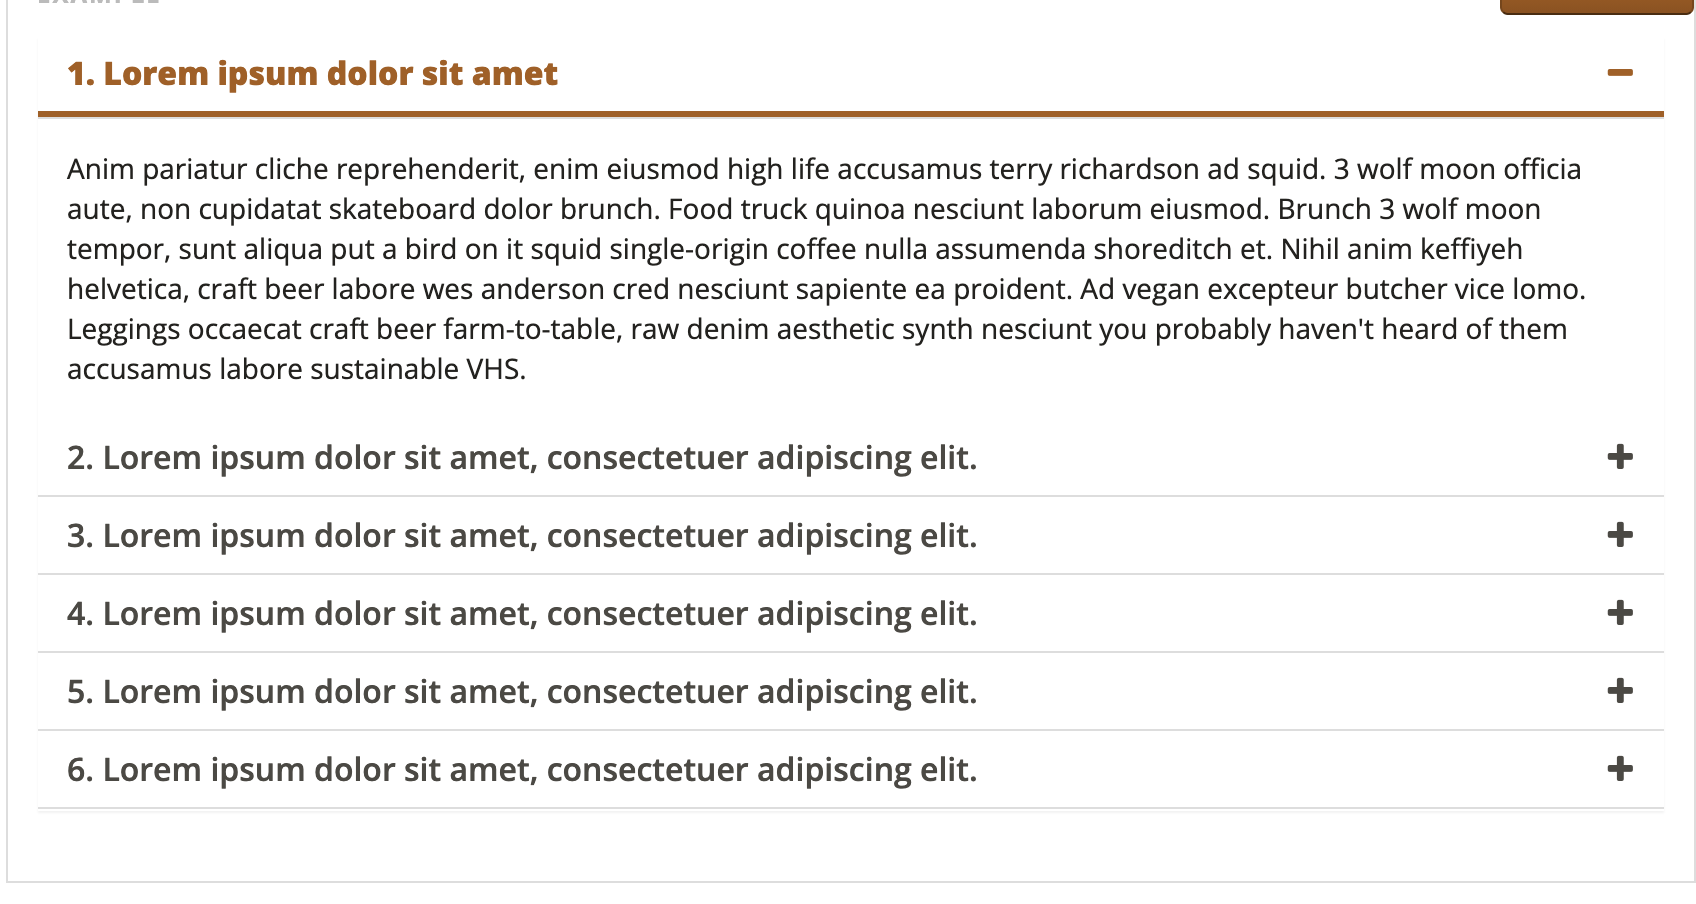 EXAMPLE
1. Lorem ipsum dolor sit amet
Anim pariatur cliche reprehenderit, enim eiusmod high life accusamus terry richardson ad squid. 3 wolf moon officia
aute, non cupidatat skateboard dolor brunch. Food truck quinoa nesciunt laborum eiusmod. Brunch 3 wolf moon
tempor, sunt aliqua put a bird on it squid single-origin coffee nulla assumenda shoreditch et. Nihil anim keffiyeh
helvetica, craft beer labore wes anderson cred nesciunt sapiente ea proident. Ad vegan excepteur butcher vice lomo.
Leggings occaecat craft beer farm-to-table, raw denim aesthetic synth nesciunt you probably haven't heard of them
accusamus labore sustainable VHS.
2. Lorem ipsum dolor sit amet, consectetuer adipiscing elit.
3. Lorem ipsum dolor sit amet, consectetuer adipiscing elit.
4. Lorem ipsum dolor sit amet, consectetuer adipiscing elit.
5. Lorem ipsum dolor sit amet, consectetuer adipiscing elit.
6. Lorem ipsum dolor sit amet, consectetuer adipiscing elit.